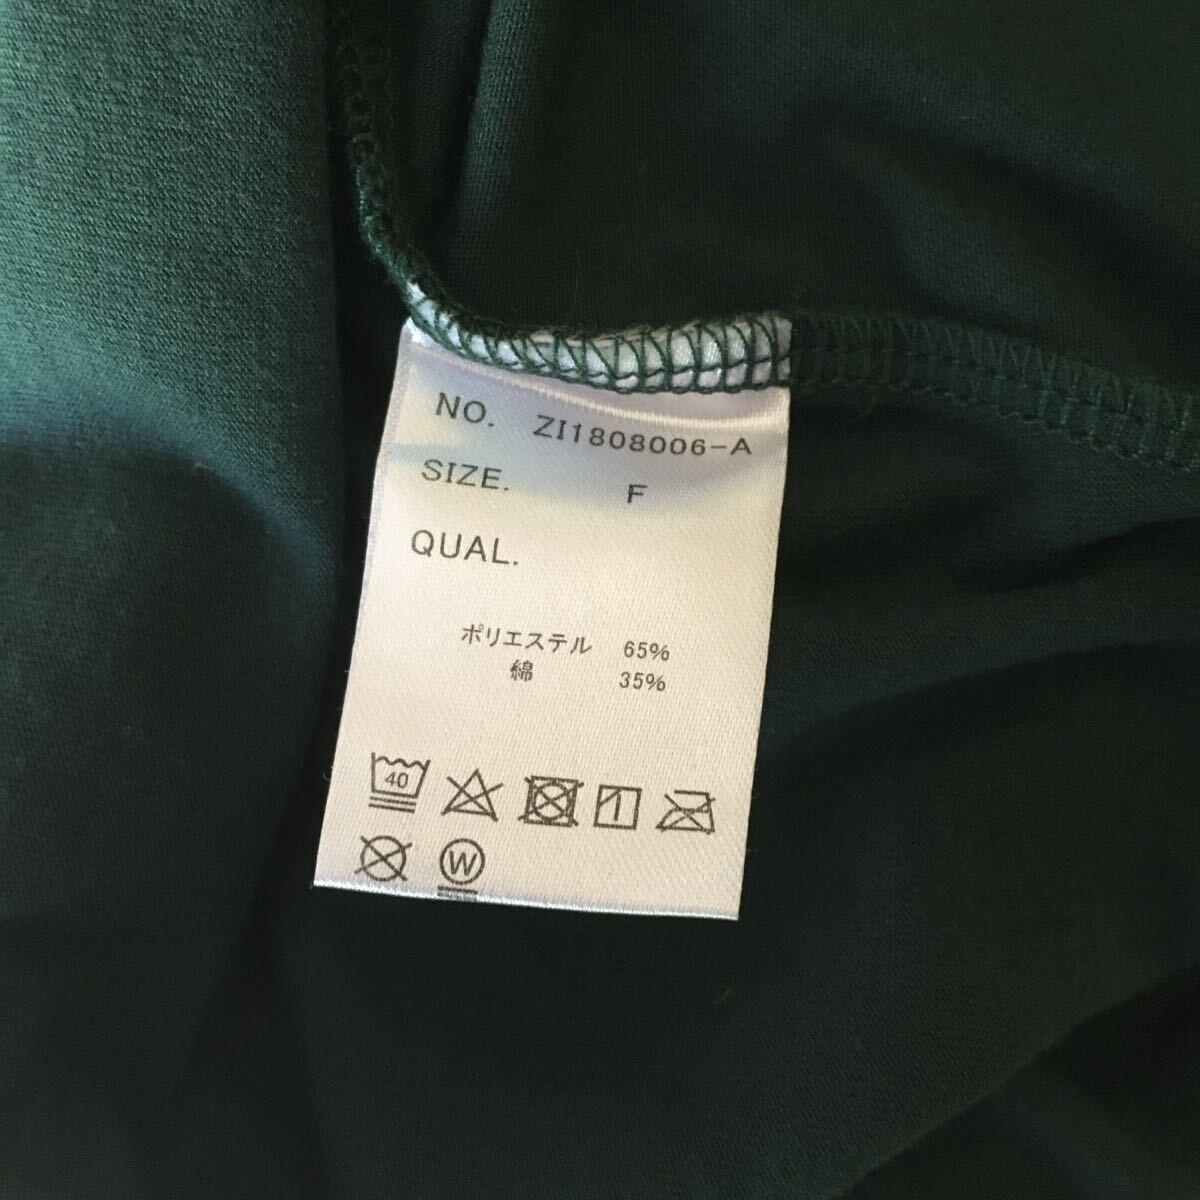 NO. ZI1808006-A
SIZE. F
QUAL.
ポリエステル 65%
綿 35%
40
W